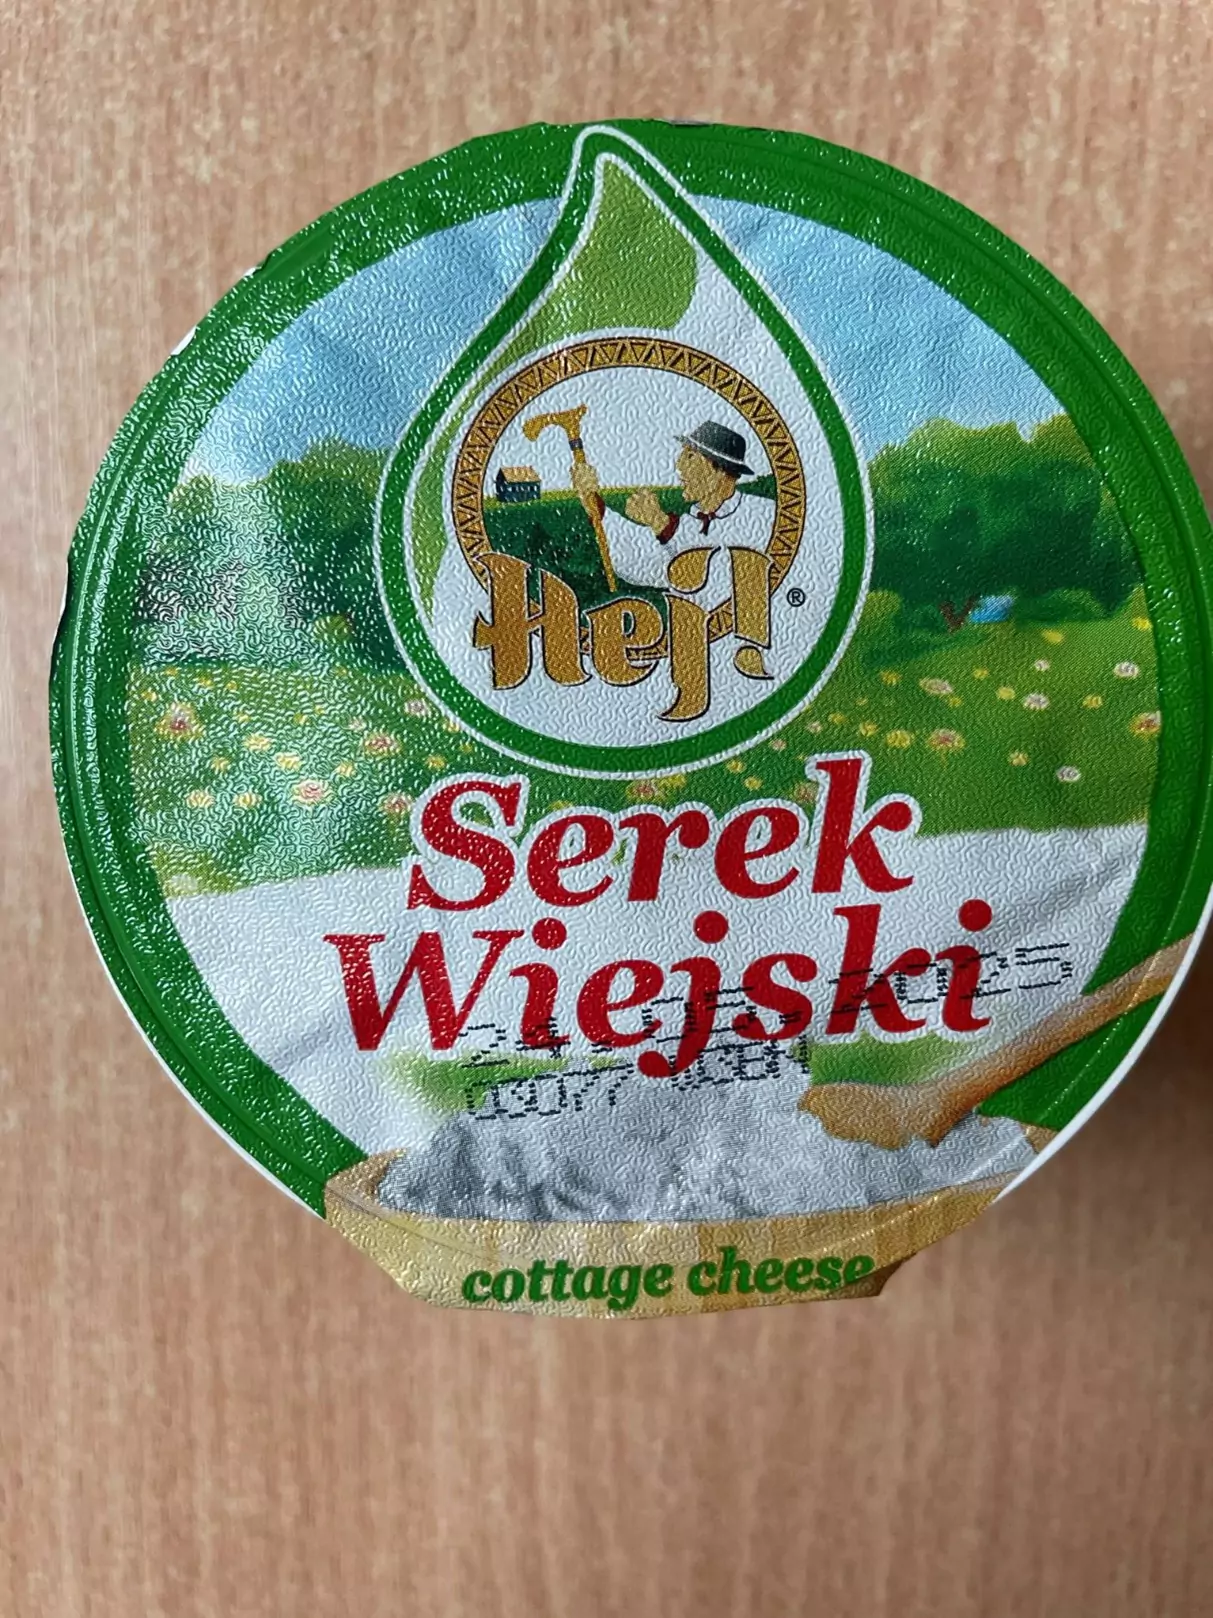 Hej!®
Serek
Wiejski
cottage cheese